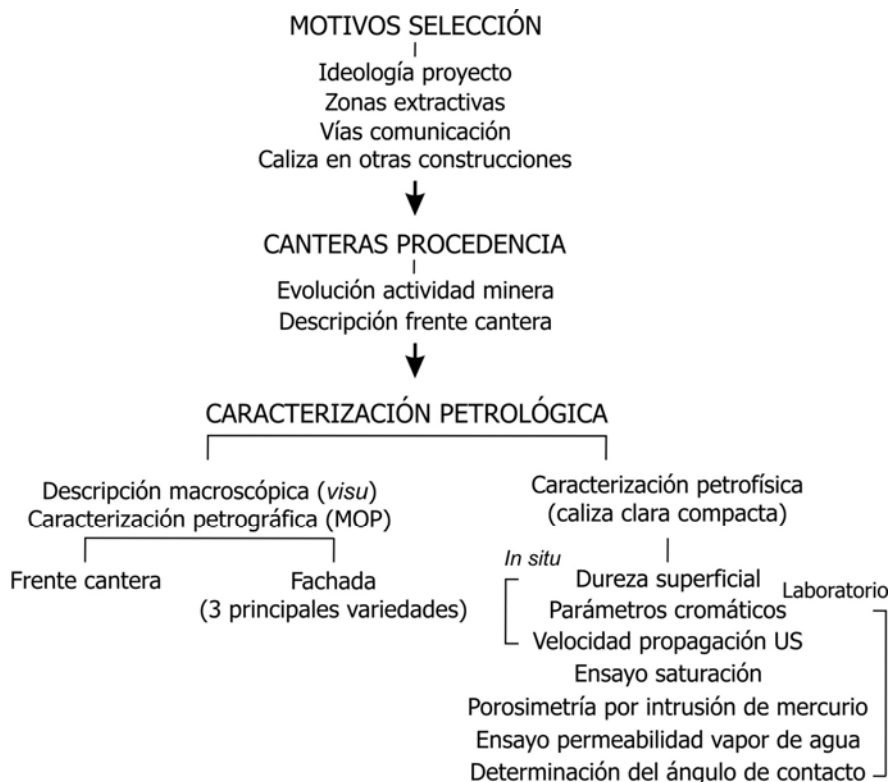 MOTIVOS SELECCIÓN
Ideología proyecto
Zonas extractivas
Vías comunicación
Caliza en otras construcciones
CANTERAS PROCEDENCIA
Evolución actividad minera
Descripción frente cantera
CARACTERIZACIÓN PETROLÓGICA
Descripción macroscópica (visu)
Caracterización petrográfica (MOP)
Frente cantera
Fachada
(3 principales variedades)
Caracterización petrofísica
(caliza clara compacta)
In situ
Laboratorio
Dureza superficial
Parámetros cromáticos
Velocidad propagación US
Ensayo saturación
Porosimetría por intrusión de mercurio
Ensayo permeabilidad vapor de agua
Determinación del ángulo de contacto